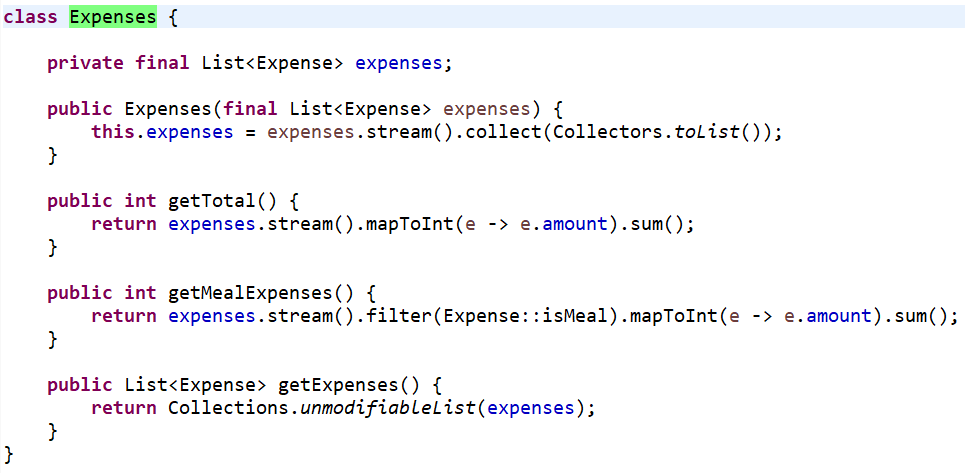 class Expenses {
private final List<Expense> expenses;
public Expenses(final List<Expense> expenses) {
this.expenses = expenses.stream().collect(Collectors.toList());
}
public int getTotal() {
return expenses.stream().mapToInt(e -> e.amount).sum();
}
public int getMealExpenses() {
return expenses.stream().filter(Expense::isMeal).mapToInt(e -> e.amount).sum();
}
public List<Expense> getExpenses() {
return Collections.unmodifiableList(expenses);
}
}